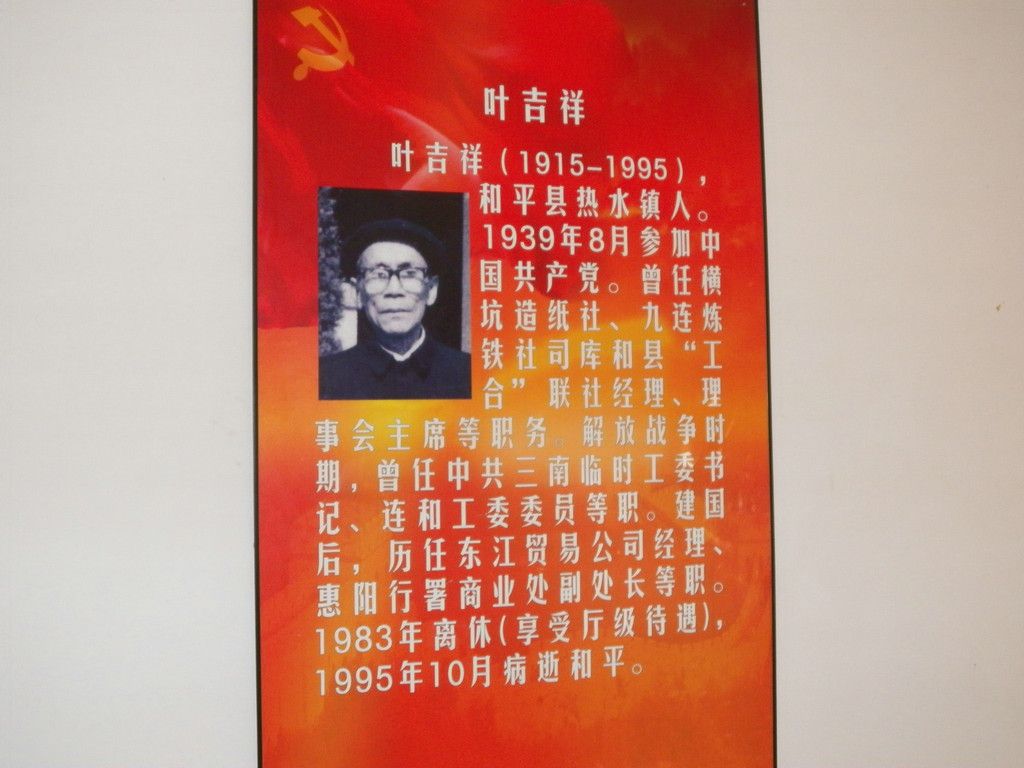 叶吉祥
叶吉祥（1915-1995），
和平县热水镇人。
1939年8月参加中
国共产党。曾任横
坑造纸社、九连炼
铁社司库和县“工
合”联社经理、理
事会主席等职务。解放战争时
期，曾任中共三南临时工委书
记、连和工委委员等职。建国
后，历任东江贸易公司经理、
惠阳行署商业处副处长等职。
1983年离休(享受厅级待遇)，
1995年10月病逝和平。